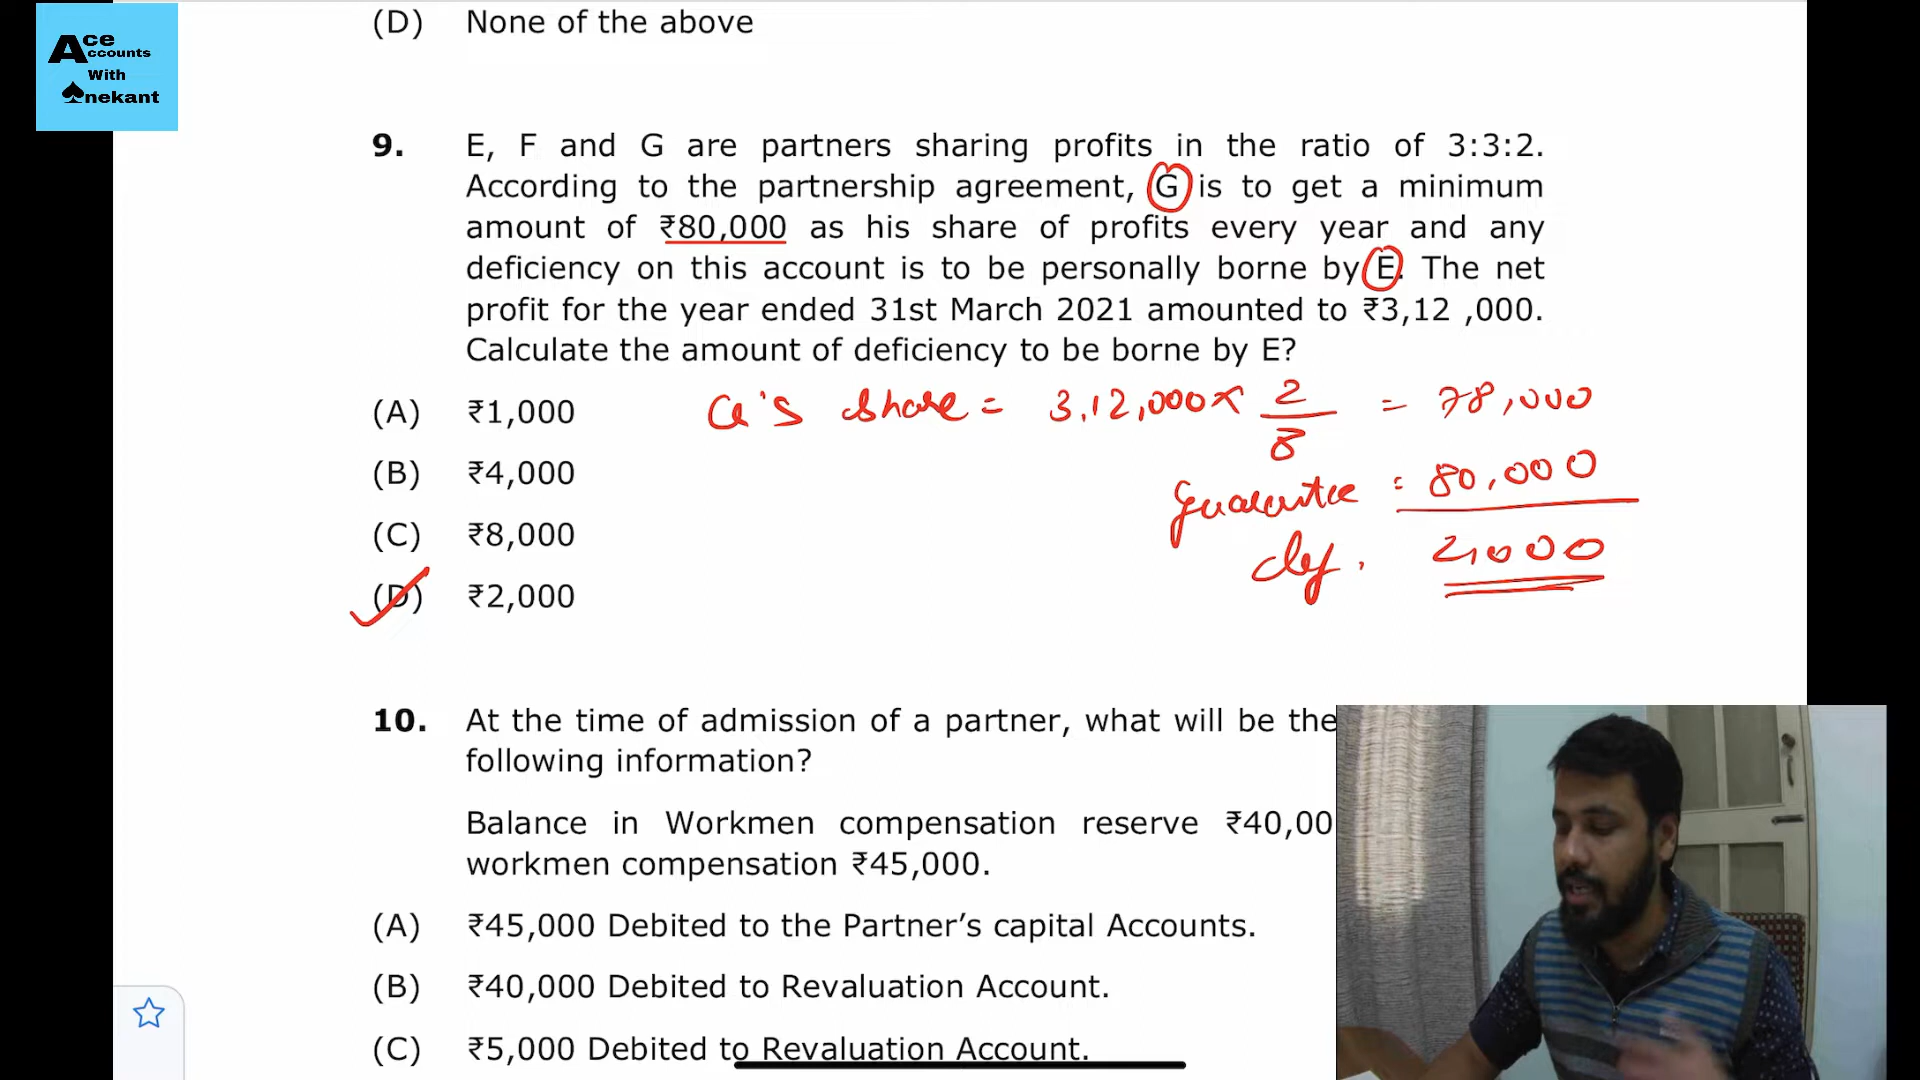 Ace
Accounts
With
Anekant
(D) None of the above
9. E, F and G are partners sharing profits in the ratio of 3:3:2.
According to the partnership agreement, G is to get a minimum
amount of ₹80,000 as his share of profits every year and any
deficiency on this account is to be personally borne by E. The net
profit for the year ended 31st March 2021 amounted to ₹3,12 ,000.
Calculate the amount of deficiency to be borne by E?
(A) ₹1,000
G's share = 3,12,000 x 2/8 = 78,000
(B) ₹4,000
guarantee = 80,000
(C) ₹8,000
def. 2,000
(D) ₹2,000
10. At the time of admission of a partner, what will be the
following information?
Balance in Workmen compensation reserve ₹40,00
workmen compensation ₹45,000.
(A) ₹45,000 Debited to the Partner’s capital Accounts.
(B) ₹40,000 Debited to Revaluation Account.
(C) ₹5,000 Debited to Revaluation Account.